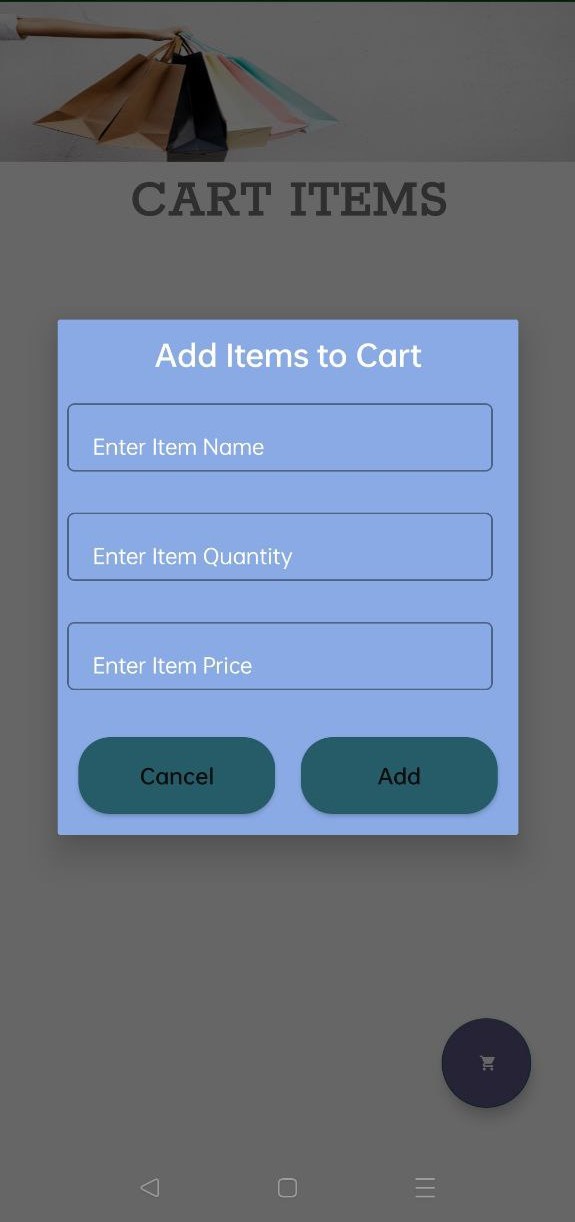 CART ITEMS
Add Items to Cart
Enter Item Name
Enter Item Quantity
Enter Item Price
Cancel
Add